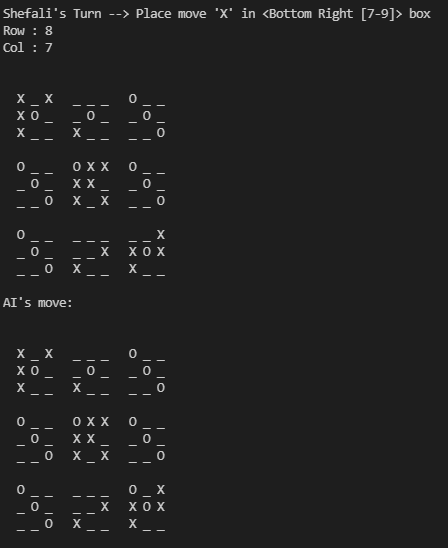 Shefali's Turn --> Place move 'X' in <Bottom Right [7-9]> box
Row : 8
Col : 7
X _ X _ _ _ O _ _
X O _ _ O _ _ O _
X _ _ X _ _ _ _ O
O _ _ O X X O _ _
_ O _ X X _ _ O _
_ _ O X _ X _ _ O
O _ _ _ _ _ _ _ X
_ O _ _ _ X X O X
_ _ O X _ _ X _ _
AI's move:
X _ X _ _ _ O _ _
X O _ _ O _ _ O _
X _ _ X _ _ _ _ O
O _ _ O X X O _ _
_ O _ X X _ _ O _
_ _ O X _ X _ _ O
O _ _ _ _ _ O _ X
_ O _ _ _ X X O X
_ _ O X _ _ X _ _